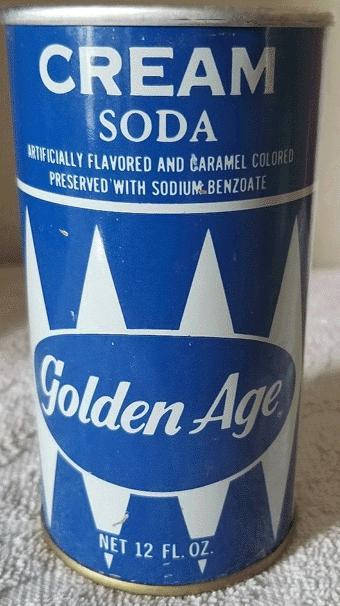 CREAM
SODA
ARTIFICIALLY FLAVORED AND CARAMEL COLORED
PRESERVED WITH SODIUM BENZOATE
Golden Age
NET 12 FL. OZ.